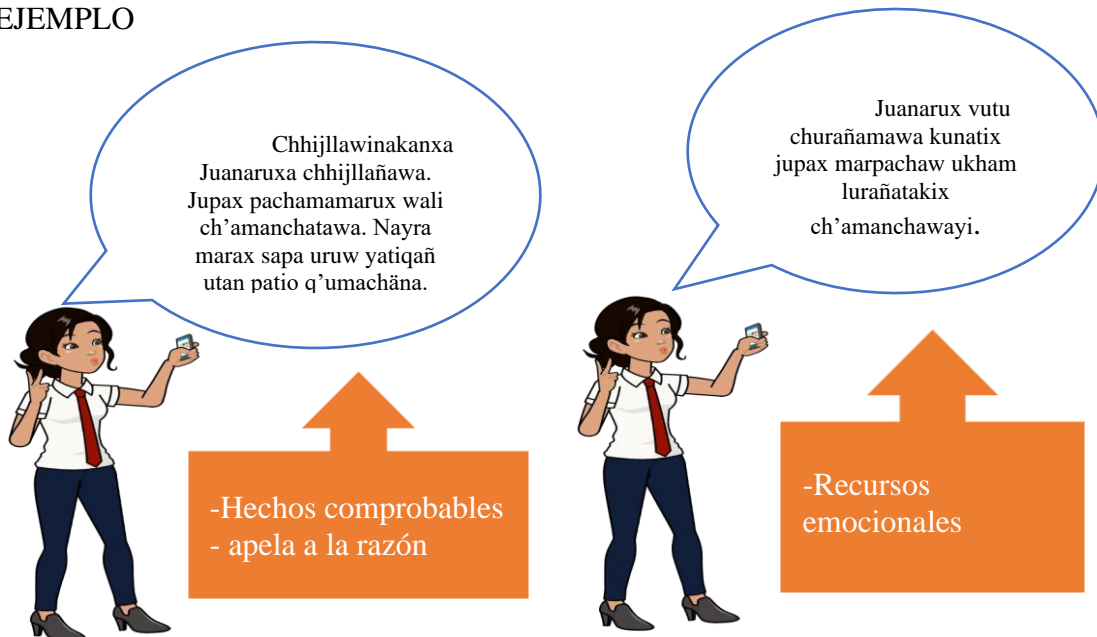 EJEMPLO
Chhijllawinakanxa
Juanaruxa chhijllañawa.
Jupax pachamamarux wali
ch’amanchatawa. Nayra
marax sapa uruw yatiqañ
utan patio q’umachäna.
-Hechos comprobables
- apela a la razón
Juanarux vutu
churañamawa kunatix
jupax marpachaw ukham
lurañatakix
ch’amanchawayi.
-Recursos
emocionales